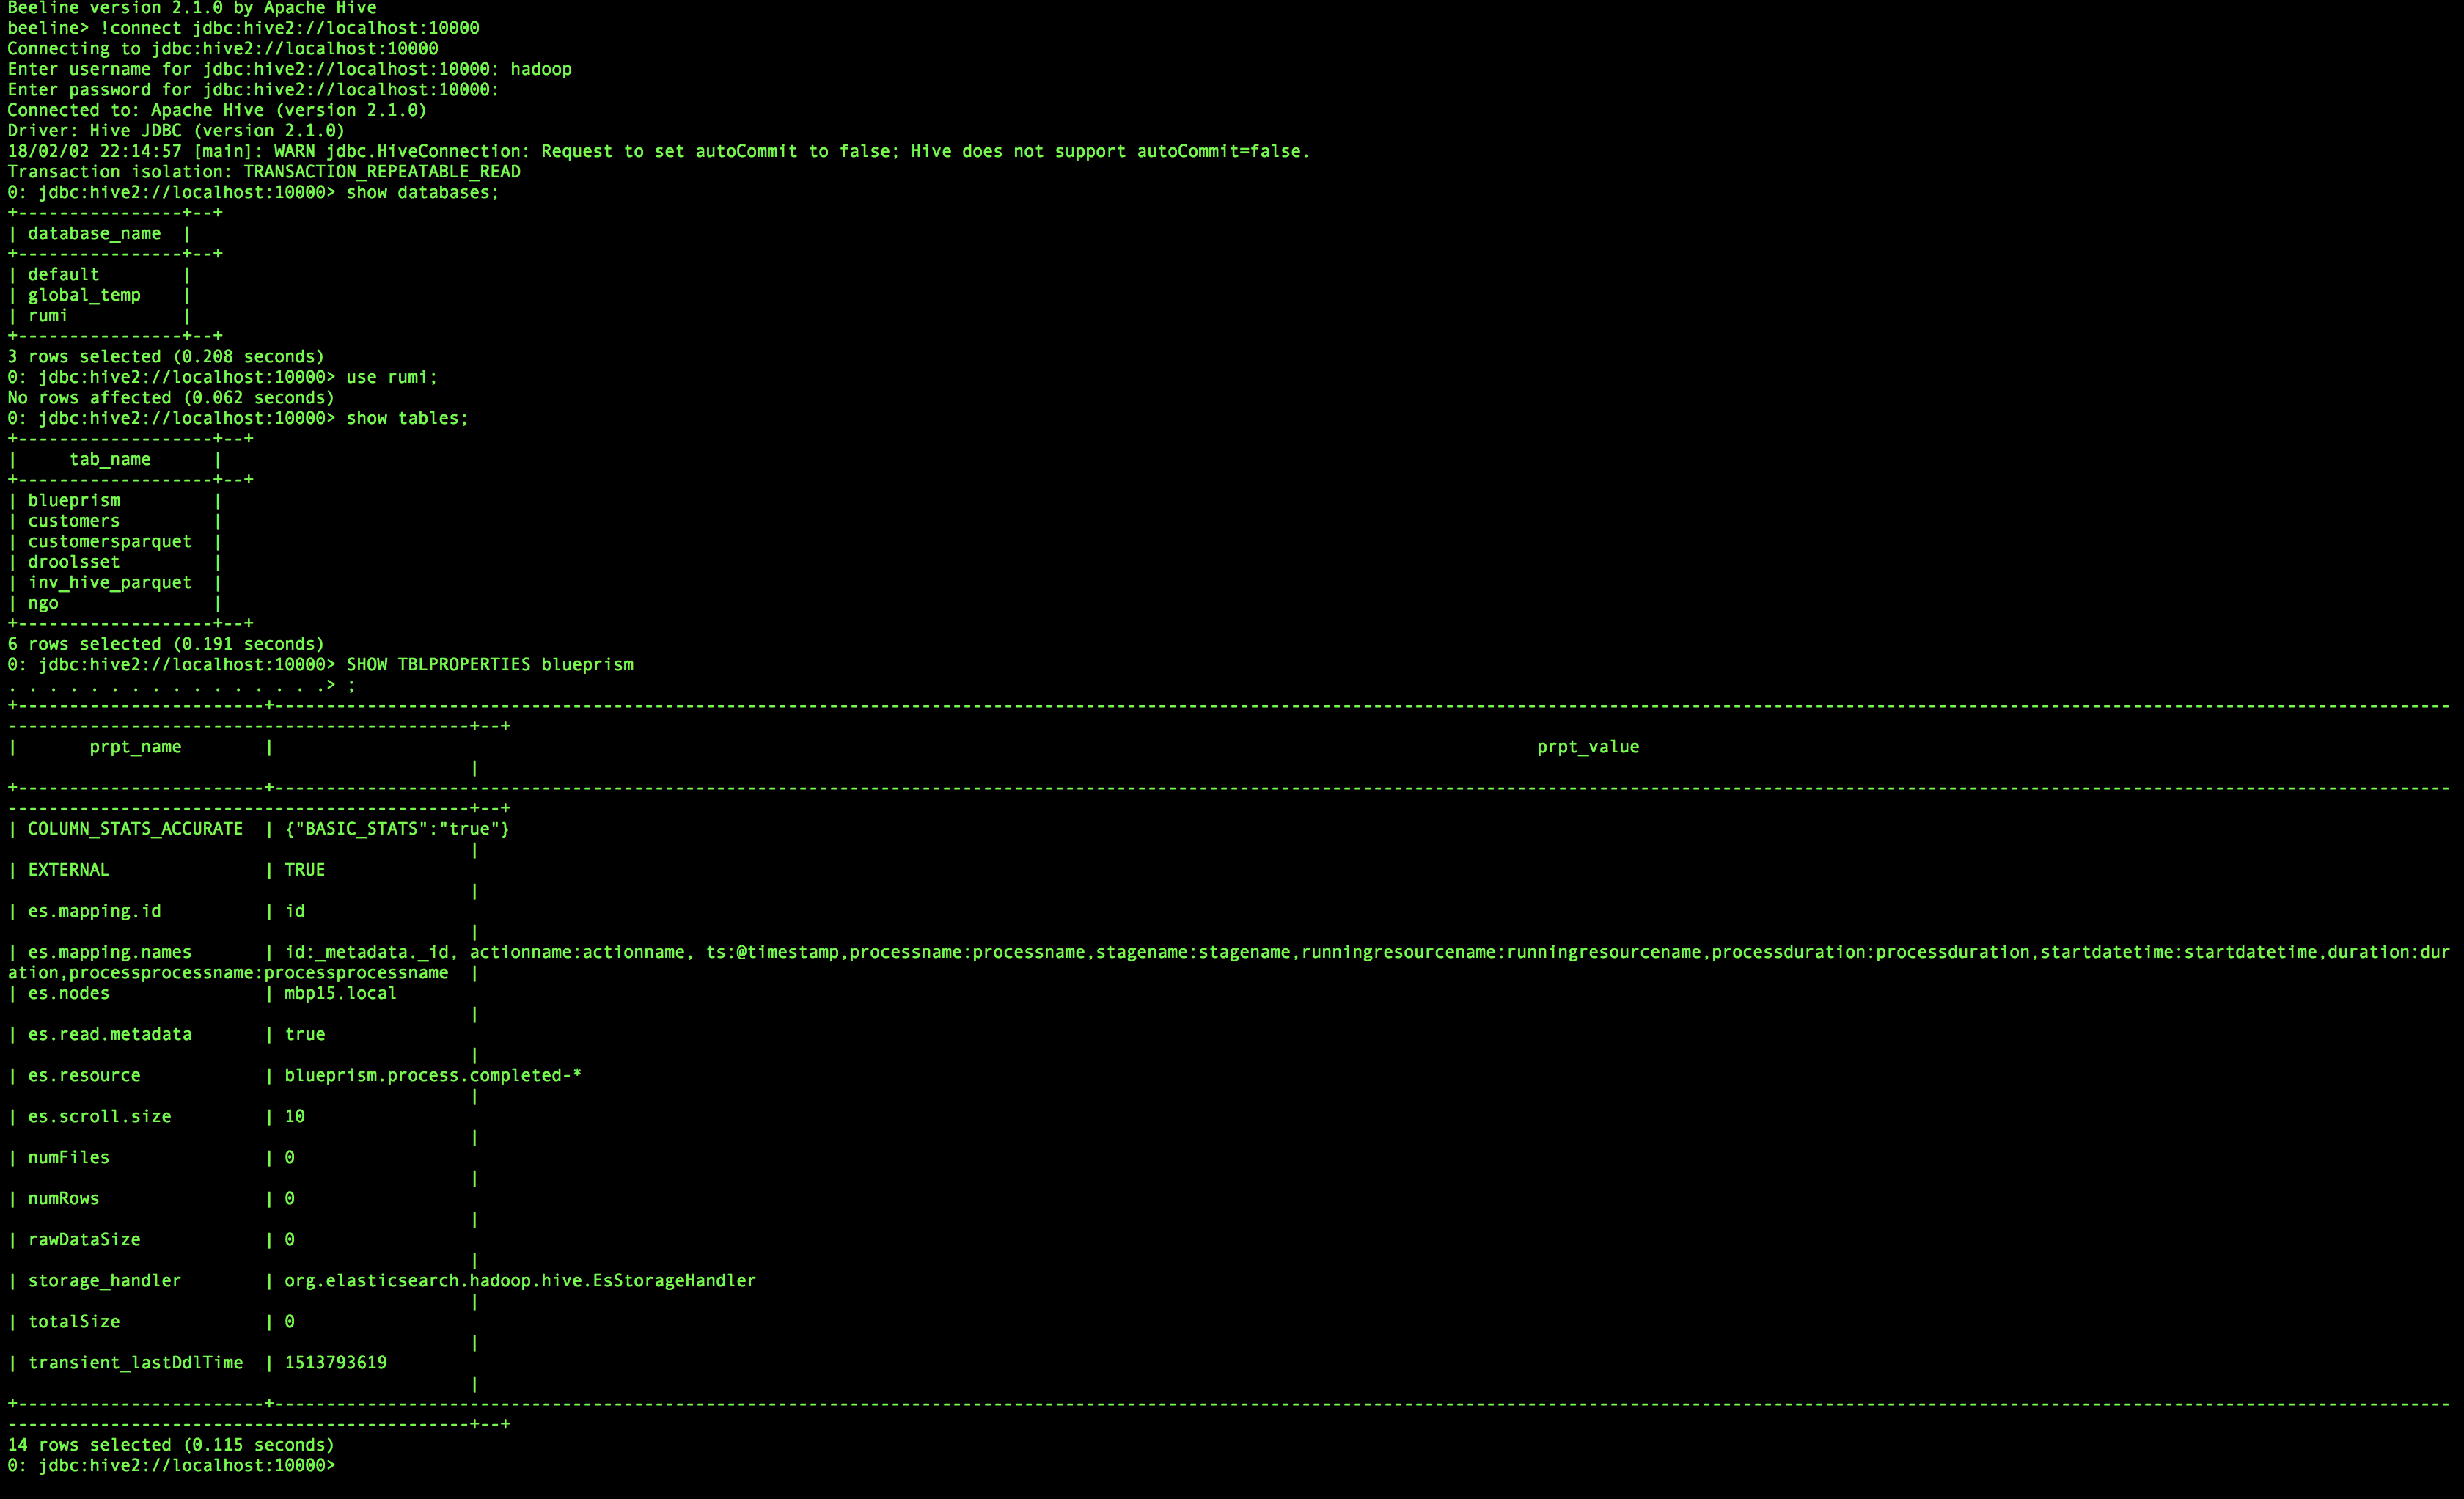 Beeline version 2.1.0 by Apache Hive
beeline> !connect jdbc:hive2://localhost:10000
Connecting to jdbc:hive2://localhost:10000
Enter username for jdbc:hive2://localhost:10000: hadoop
Enter password for jdbc:hive2://localhost:10000:
Connected to: Apache Hive (version 2.1.0)
Driver: Hive JDBC (version 2.1.0)
18/02/02 22:14:57 [main]: WARN jdbc.HiveConnection: Request to set autoCommit to false; Hive does not support autoCommit=false.
Transaction isolation: TRANSACTION_REPEATABLE_READ
0: jdbc:hive2://localhost:10000> show databases;
+----------------+--+
| database_name  |
+----------------+--+
| default        |
| global_temp    |
| rumi           |
+----------------+--+
3 rows selected (0.208 seconds)
0: jdbc:hive2://localhost:10000> use rumi;
No rows affected (0.062 seconds)
0: jdbc:hive2://localhost:10000> show tables;
+-------------------+--+
|     tab_name      |
+-------------------+--+
| blueprism         |
| customers         |
| customersparquet  |
| droolsset         |
| inv_hive_parquet  |
| ngo               |
+-------------------+--+
6 rows selected (0.191 seconds)
0: jdbc:hive2://localhost:10000> SHOW TBLPROPERTIES blueprism
. . . . . . . . . . . . . . . .> ;
| prpt_name | prpt_value |
| COLUMN_STATS_ACCURATE | {"BASIC_STATS":"true"} |
| EXTERNAL | TRUE |
| es.mapping.id | id |
| es.mapping.names | id:_metadata._id, actionname:actionname, ts:@timestamp,processname:processname,stagename:stagename,runningresourcename:runningresourcename,processduration:processduration,startdatetime:startdatetime,duration:dur
ation,processprocessname:processprocessname |
| es.nodes | mbp15.local |
| es.read.metadata | true |
| es.resource | blueprism.process.completed-* |
| es.scroll.size | 10 |
| numFiles | 0 |
| numRows | 0 |
| rawDataSize | 0 |
| storage_handler | org.elasticsearch.hadoop.hive.EsStorageHandler |
| totalSize | 0 |
| transient_lastDdlTime | 1513793619 |
14 rows selected (0.115 seconds)
0: jdbc:hive2://localhost:10000>